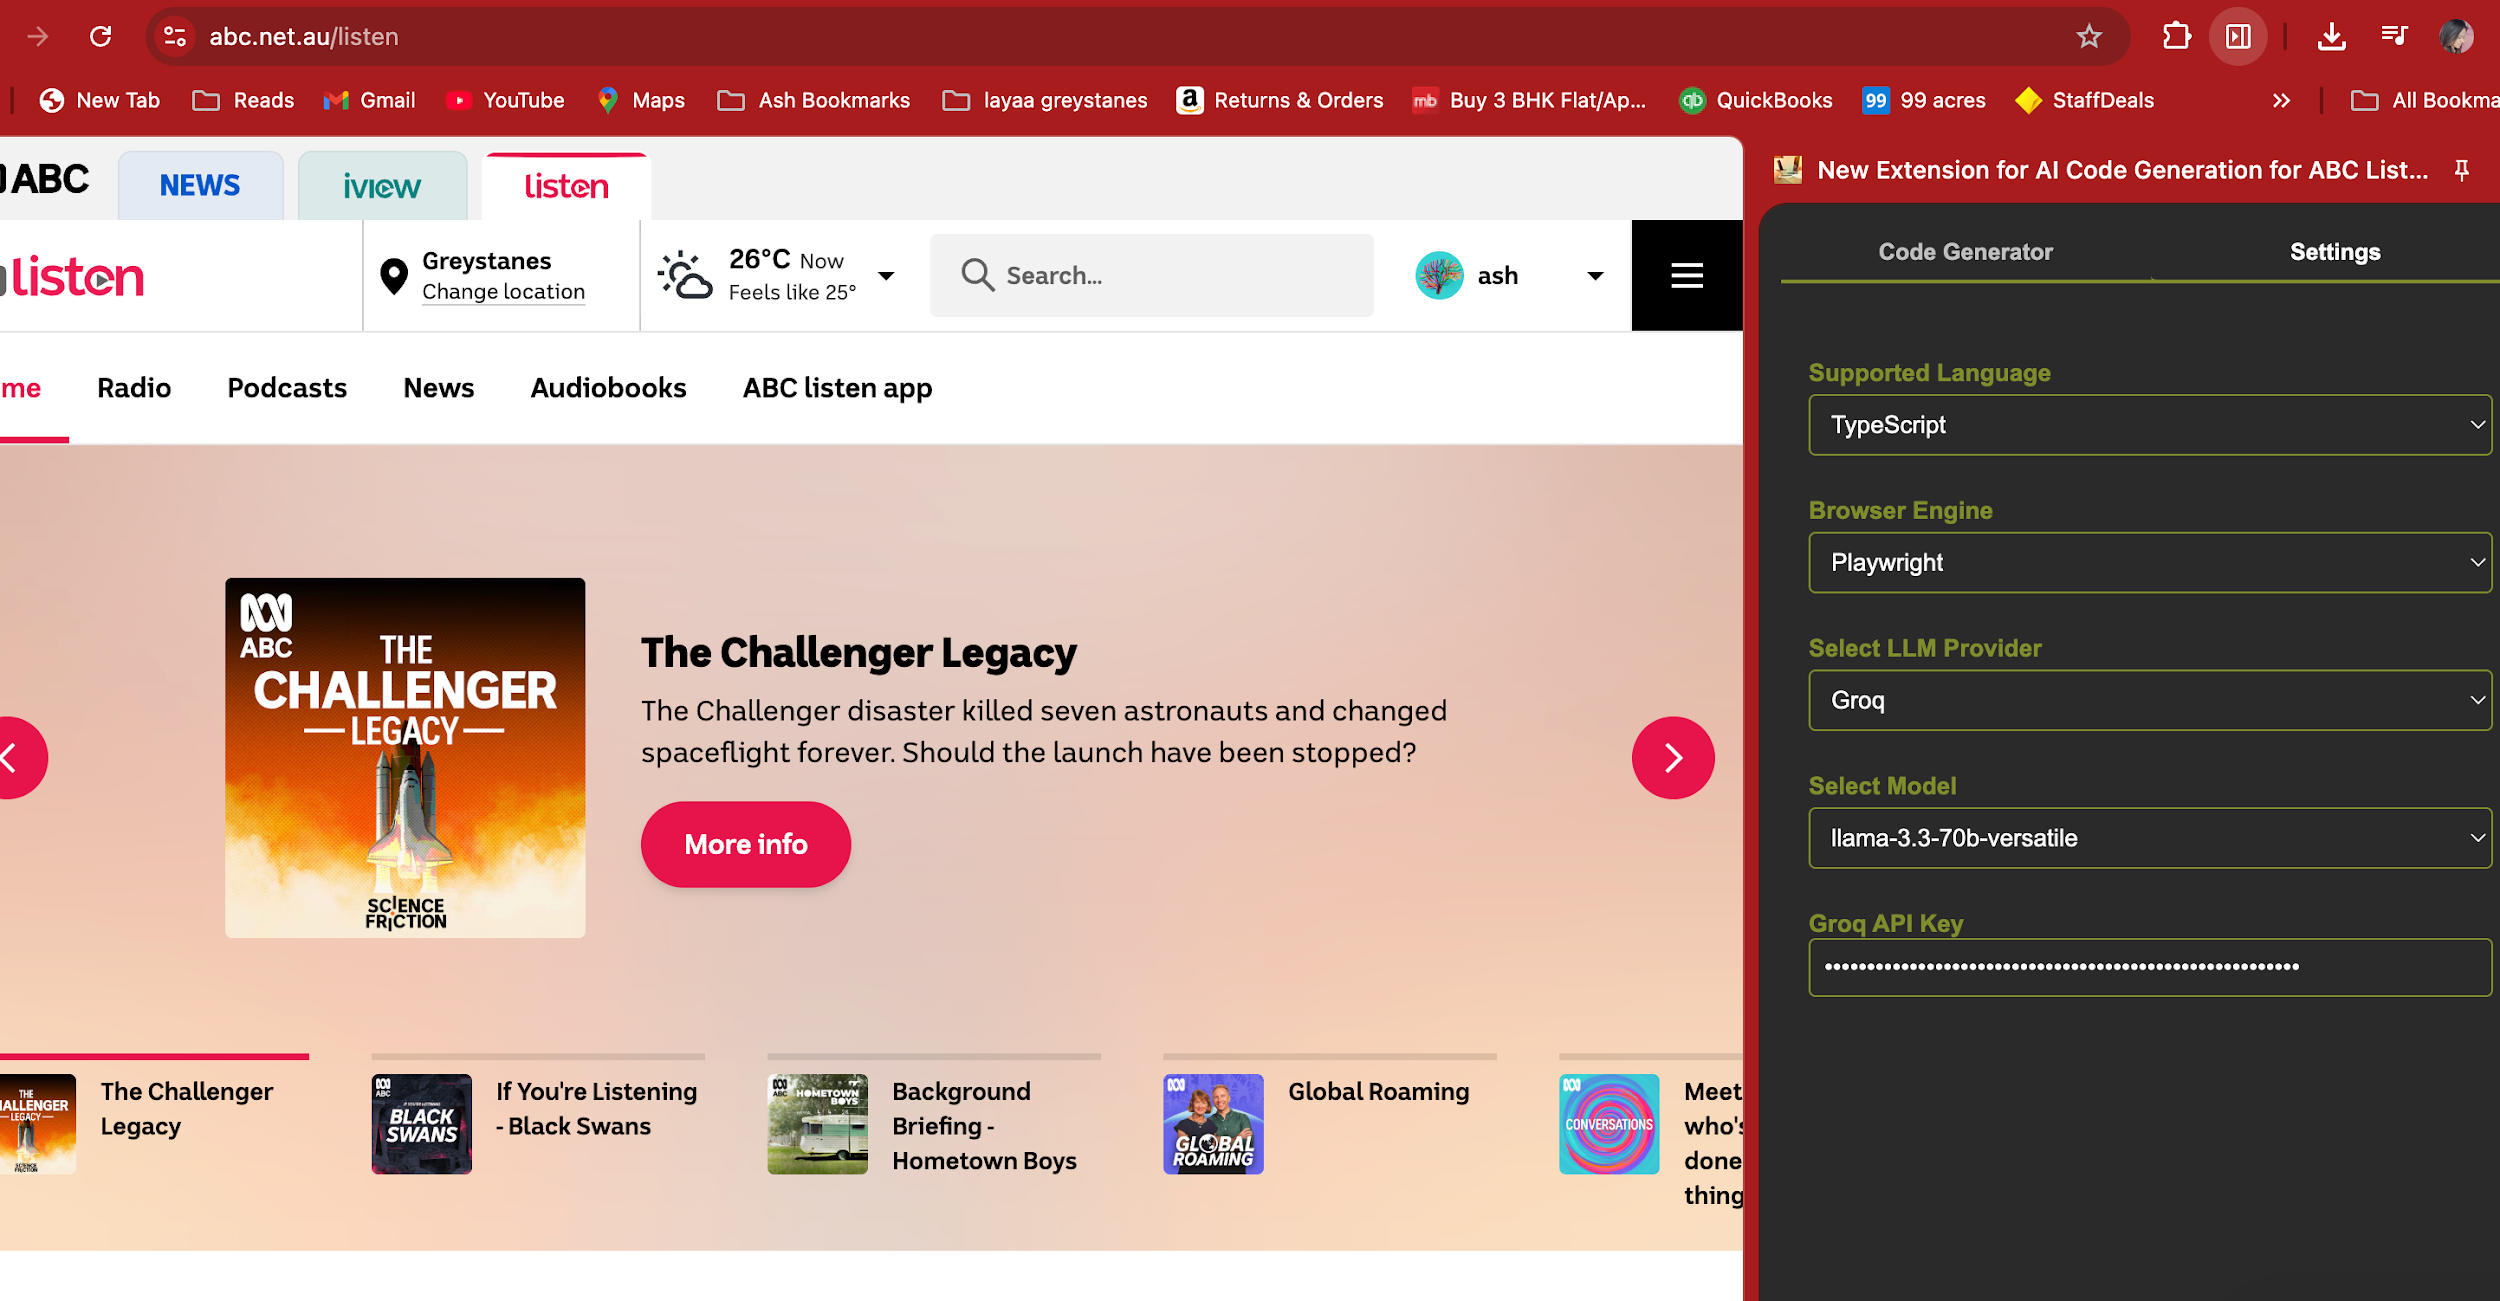 abc.net.au/listen
New Tab
Reads
Gmail
YouTube
Maps
Ash Bookmarks
layaa greystanes
Returns & Orders
Buy 3 BHK Flat/Ap...
QuickBooks
99 acres
StaffDeals
All Bookma
ABC
NEWS
iview
listen
listen
Greystanes
Change location
26°C Now
Feels like 25°
Search...
ash
me
Radio
Podcasts
News
Audiobooks
ABC listen app
ABC
THE
CHALLENGER
LEGACY
SCIENCE
FRICTION
The Challenger Legacy
The Challenger disaster killed seven astronauts and changed
spaceflight forever. Should the launch have been stopped?
More info
THE
ALLENGER
LEGACY
The Challenger
Legacy
ABC
BLACK
SWANS
If You're Listening
- Black Swans
ABC
HOMETOWN
BOYS
Background
Briefing -
Hometown Boys
GLOBAL
ROAMING
Global Roaming
CONVERSATIONS
Meet
who's
done
thing
New Extension for AI Code Generation for ABC List...
Code Generator
Settings
Supported Language
TypeScript
Browser Engine
Playwright
Select LLM Provider
Groq
Select Model
llama-3.3-70b-versatile
Groq API Key